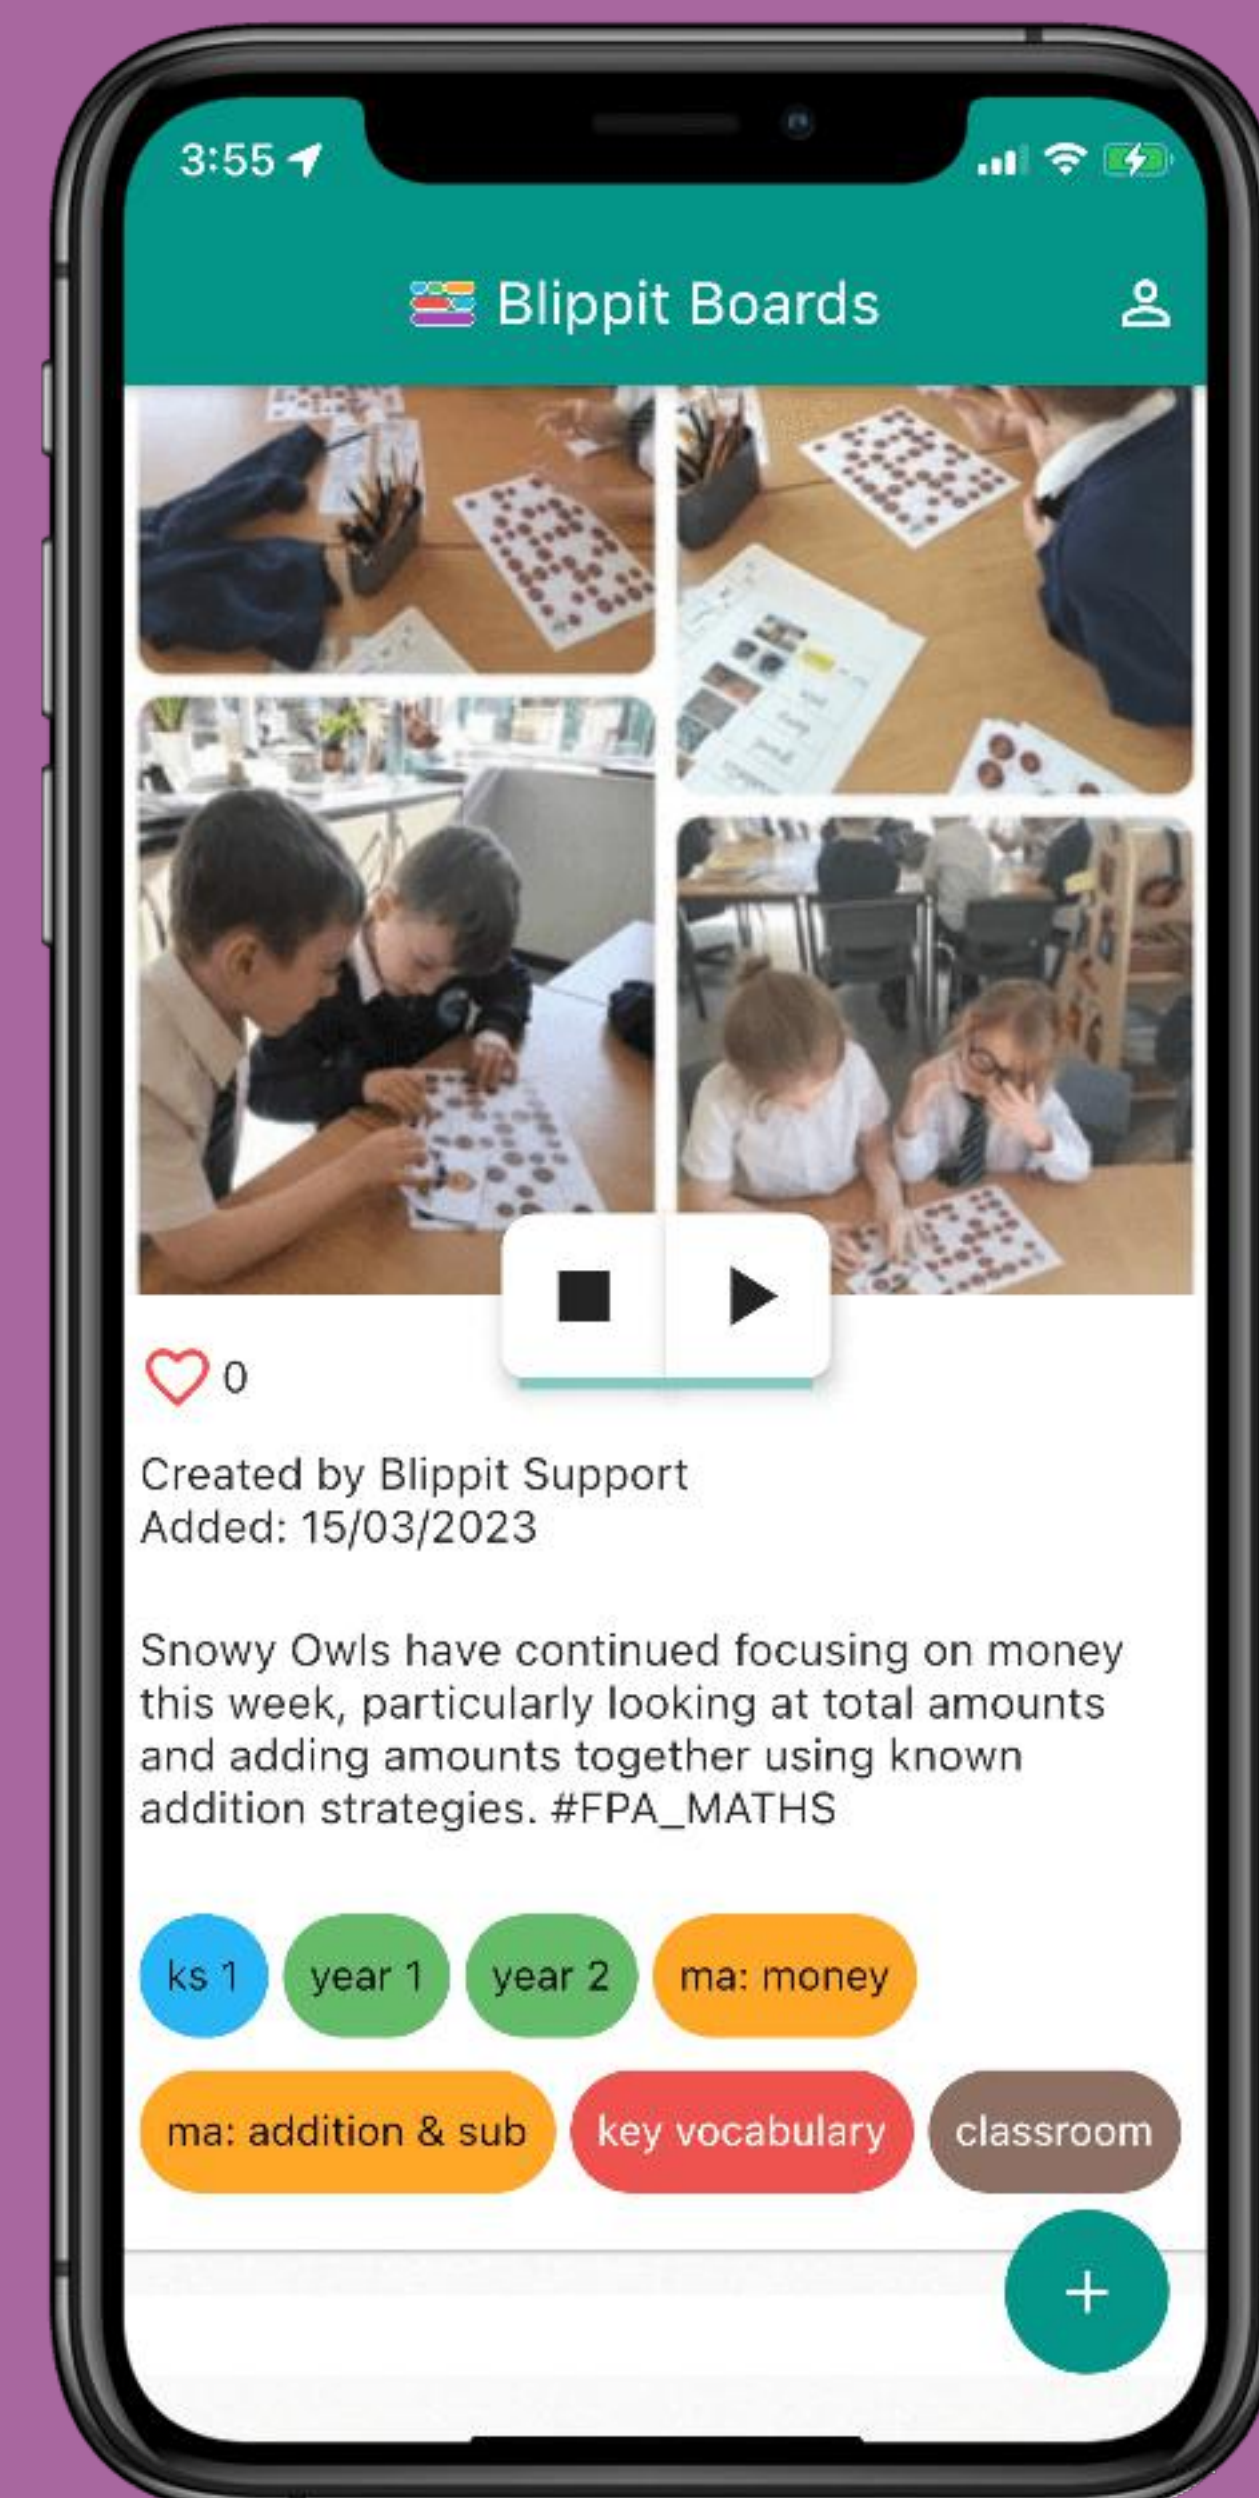 3:55
Blippit Boards
0
Created by Blippit Support
Added: 15/03/2023
Snowy Owls have continued focusing on money
this week, particularly looking at total amounts
and adding amounts together using known
addition strategies. #FPA_MATHS
ks 1
year 1
year 2
ma: money
ma: addition & sub
key vocabulary
classroom
+